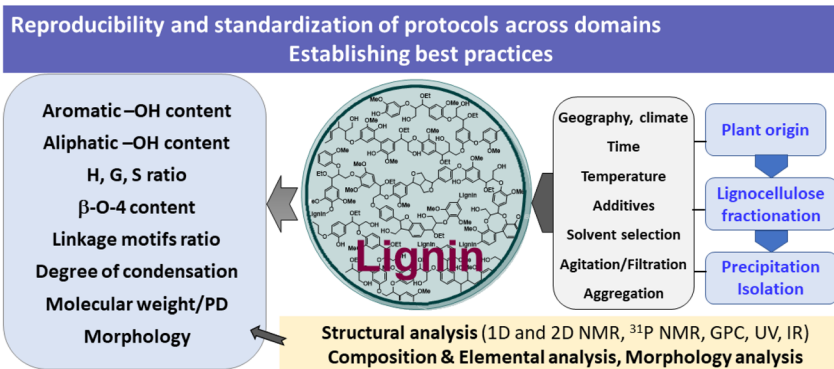 Reproducibility and standardization of protocols across domains
Establishing best practices
Aromatic –OH content
Aliphatic –OH content
H, G, S ratio
β-O-4 content
Linkage motifs ratio
Degree of condensation
Molecular weight/PD
Morphology
Lignin
Geography, climate
Time
Temperature
Additives
Solvent selection
Agitation/Filtration
Aggregation
Plant origin
Lignocellulose
fractionation
Precipitation
Isolation
Structural analysis (1D and 2D NMR, ³¹P NMR, GPC, UV, IR)
Composition & Elemental analysis, Morphology analysis